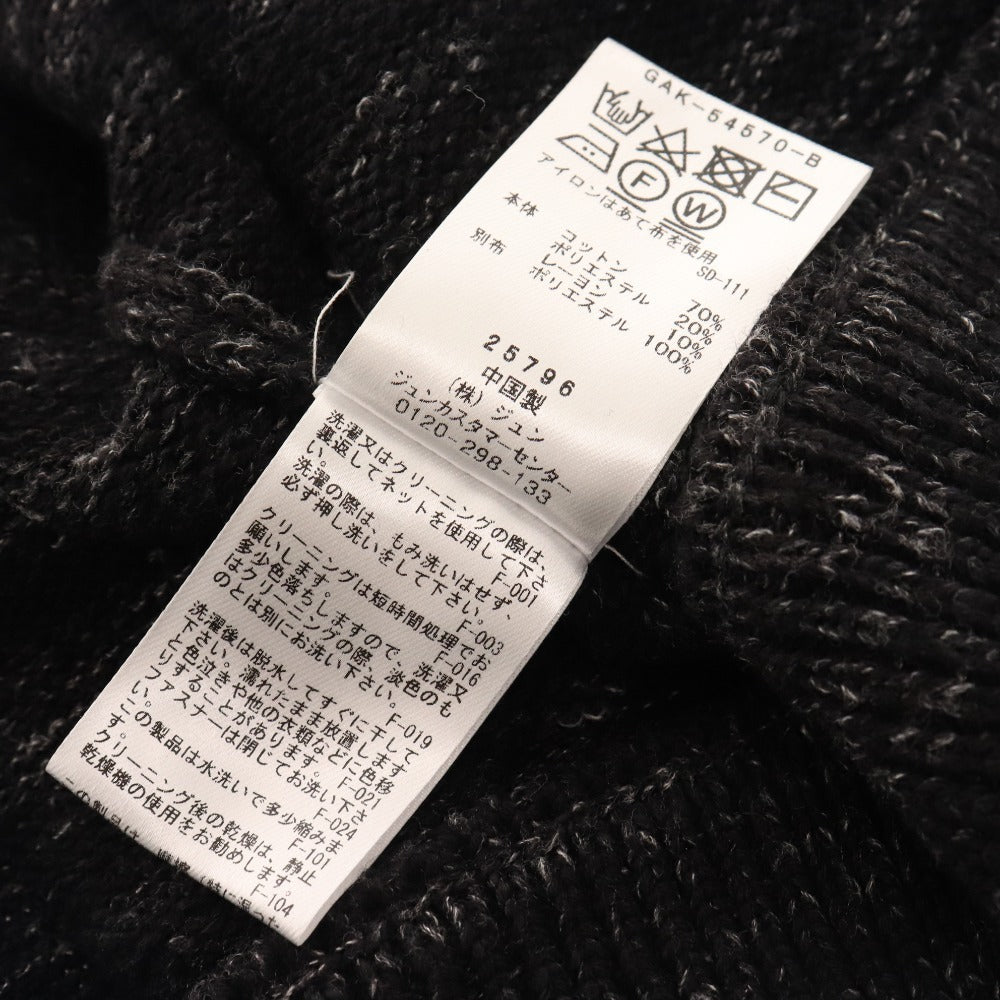 GAK-54570-B
F W
アイロンはあて布を使用
SD-111
本体 コットン 70%
ポリエステル 20%
レーヨン 10%
別布 ポリエステル 100%
25796
中国製
(株)ジュン
ジュンカスタマーセンター
0120-298-133
洗濯又はクリーニングの際は、
裏返してネットを使用して下さ
い。 F-001
洗濯の際は、もみ洗いはせず、
必ず押し洗いをして下さい。
F-003
クリーニングは短時間処理でお
願いします。 F-016
多少色落ちしますので、洗濯又
はクリーニングの際、淡色のも
のとは別にお洗い下さい。
F-019
洗濯後は脱水してすぐに干して
下さい。濡れたまま放置します
と色泣きや他の衣類などに色移
りすることがあります。 F-021
ファスナーは閉じてお洗い下さ
い。 F-024
この製品は水洗いで多少縮みま
す。 F-101
クリーニング後の乾燥は、静止
乾燥機の使用をお勧めします。
F-104
この製品は